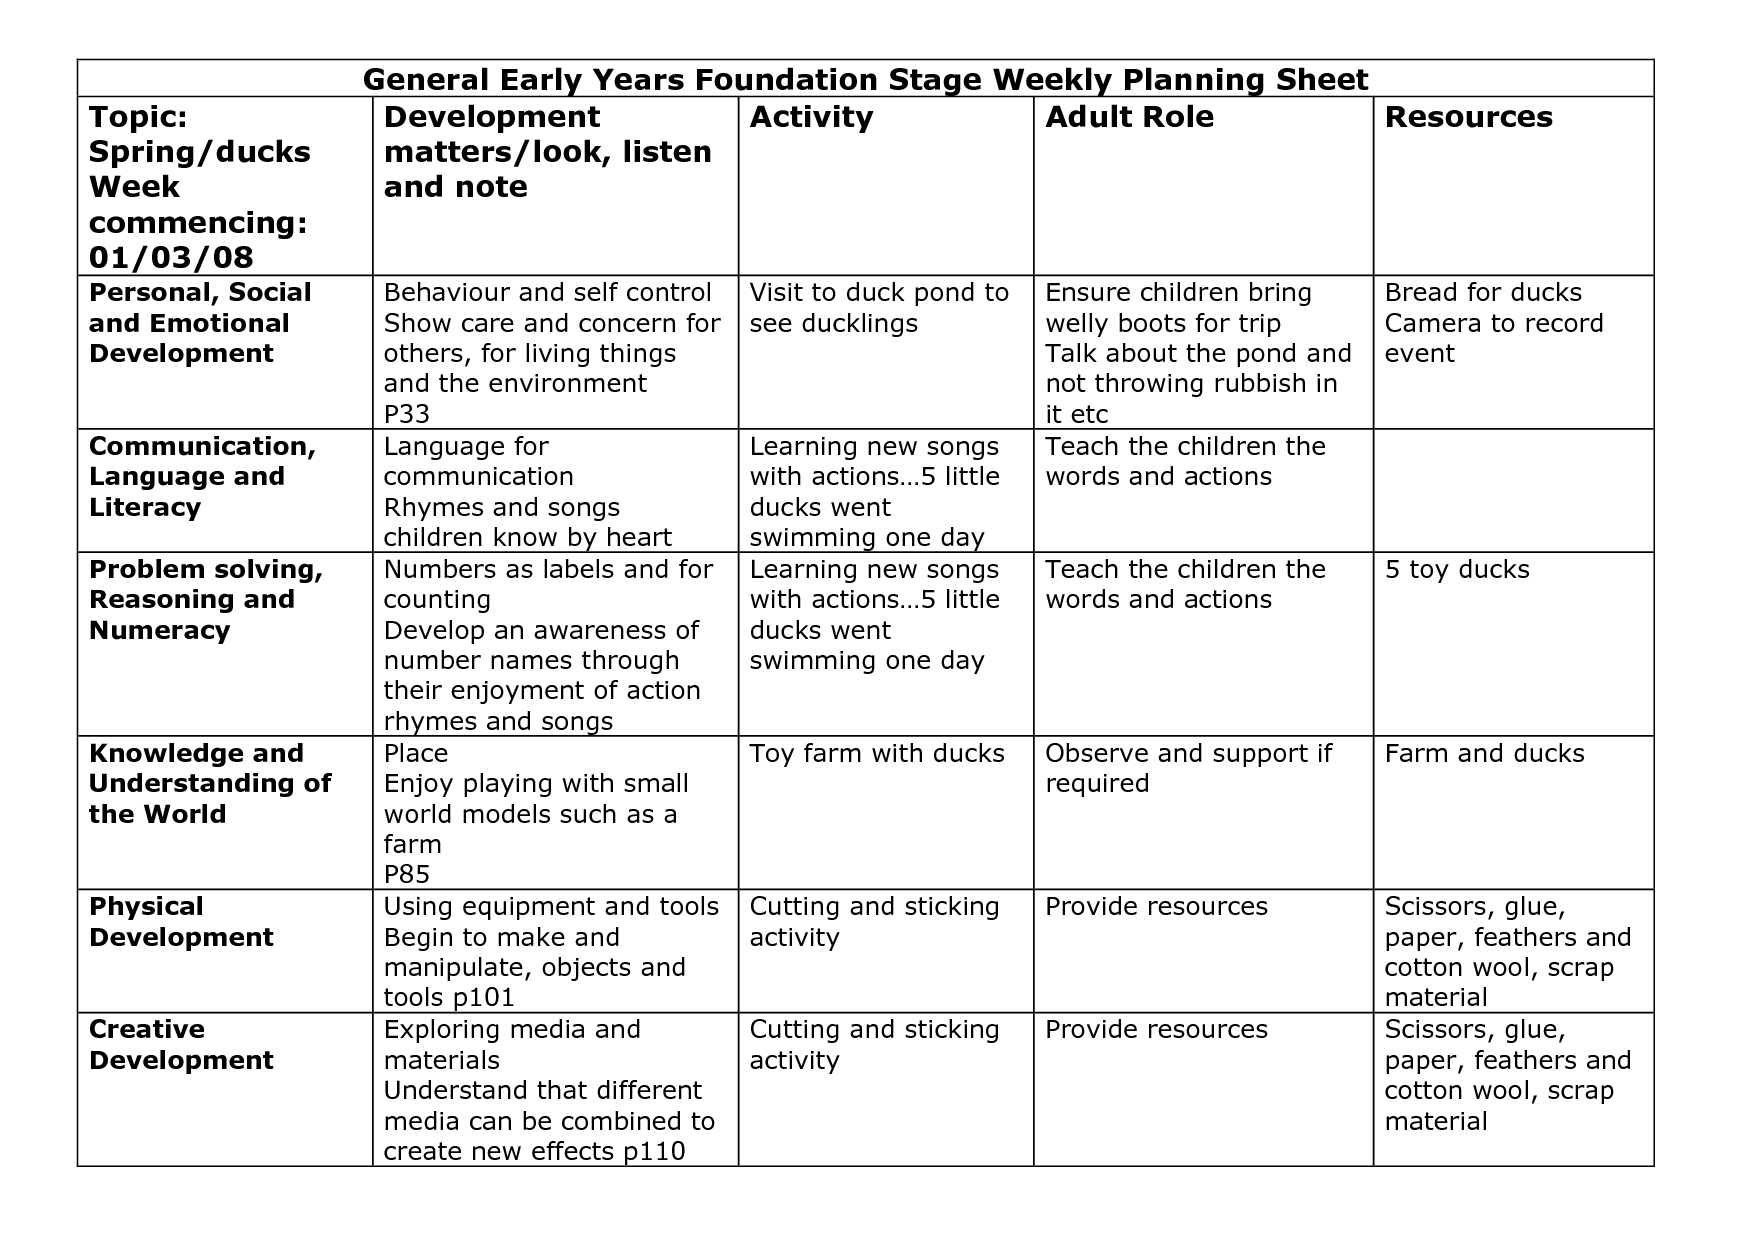 General Early Years Foundation Stage Weekly Planning Sheet
Topic:
Spring/ducks
Week
commencing:
01/03/08
Development
matters/look, listen
and note
Activity
Adult Role
Resources
Personal, Social
and Emotional
Development
Behaviour and self control
Show care and concern for
others, for living things
and the environment
P33
Visit to duck pond to
see ducklings
Ensure children bring
welly boots for trip
Talk about the pond and
not throwing rubbish in
it etc
Bread for ducks
Camera to record
event
Communication,
Language and
Literacy
Language for
communication
Rhymes and songs
children know by heart
Learning new songs
with actions…5 little
ducks went
swimming one day
Teach the children the
words and actions
Problem solving,
Reasoning and
Numeracy
Numbers as labels and for
counting
Develop an awareness of
number names through
their enjoyment of action
rhymes and songs
Learning new songs
with actions…5 little
ducks went
swimming one day
Teach the children the
words and actions
5 toy ducks
Knowledge and
Understanding of
the World
Place
Enjoy playing with small
world models such as a
farm
P85
Toy farm with ducks
Observe and support if
required
Farm and ducks
Physical
Development
Using equipment and tools
Begin to make and
manipulate, objects and
tools p101
Cutting and sticking
activity
Provide resources
Scissors, glue,
paper, feathers and
cotton wool, scrap
material
Creative
Development
Exploring media and
materials
Understand that different
media can be combined to
create new effects p110
Cutting and sticking
activity
Provide resources
Scissors, glue,
paper, feathers and
cotton wool, scrap
material